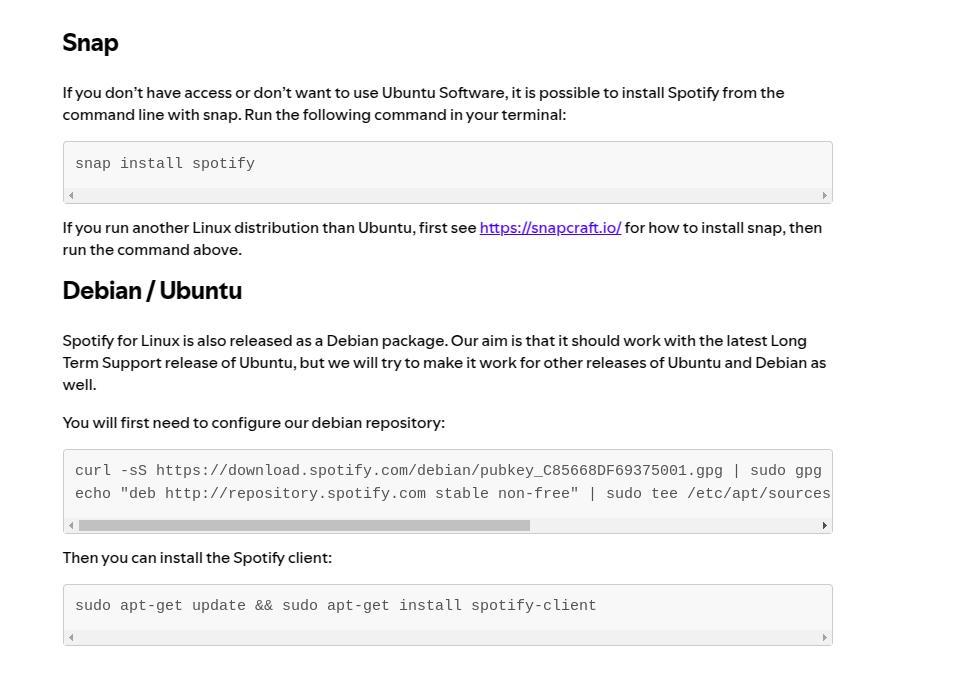 Snap
If you don’t have access or don’t want to use Ubuntu Software, it is possible to install Spotify from the
command line with snap. Run the following command in your terminal:
snap install spotify
If you run another Linux distribution than Ubuntu, first see https://snapcraft.io/ for how to install snap, then
run the command above.
Debian / Ubuntu
Spotify for Linux is also released as a Debian package. Our aim is that it should work with the latest Long
Term Support release of Ubuntu, but we will try to make it work for other releases of Ubuntu and Debian as
well.
You will first need to configure our debian repository:
curl -sS https://download.spotify.com/debian/pubkey_C85668DF69375001.gpg | sudo gpg
echo "deb http://repository.spotify.com stable non-free" | sudo tee /etc/apt/sources
Then you can install the Spotify client:
sudo apt-get update && sudo apt-get install spotify-client